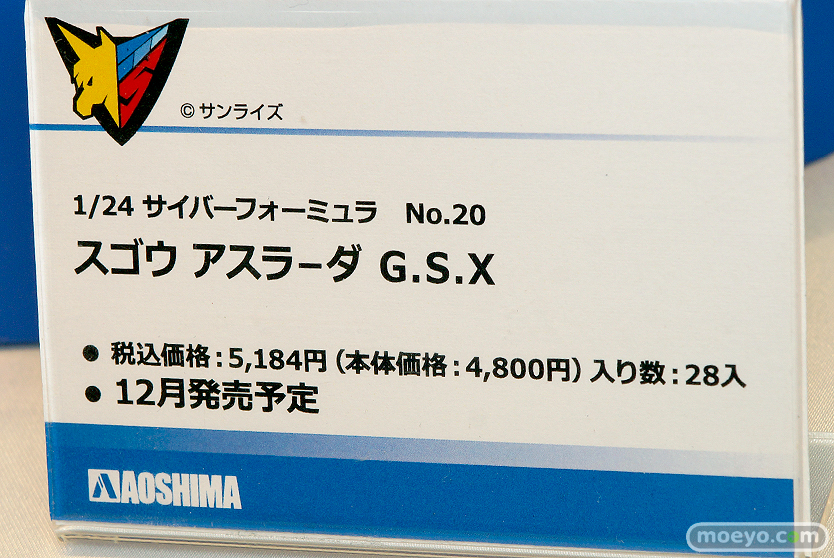 © サンライズ
1/24 サイバーフォーミュラ No.20
スゴウ アスラーダ G.S.X
● 税込価格：5,184円（本体価格：4,800円）入り数：28入
● 12月発売予定
AOSHIMA
moeyo.com